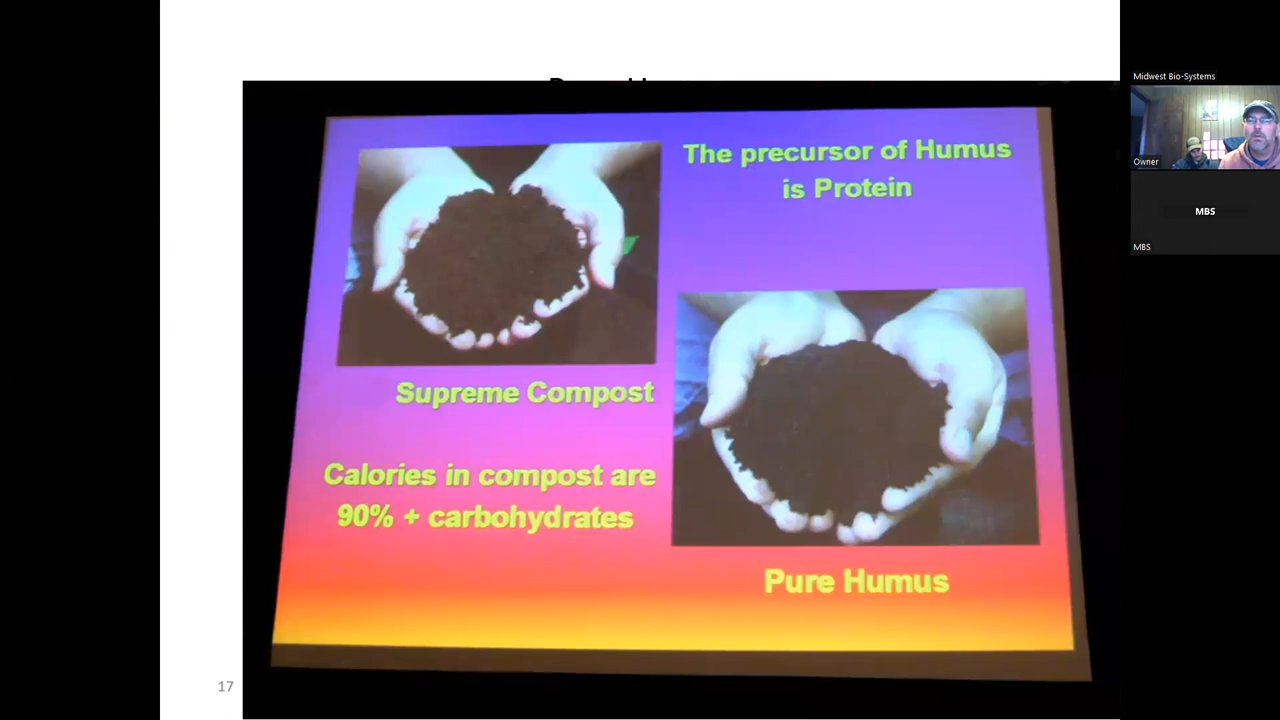 The precursor of Humus
is Protein
Supreme Compost
Calories in compost are
90% + carbohydrates
Pure Humus
17
Midwest Bio-Systems
Owner
MBS
MBS